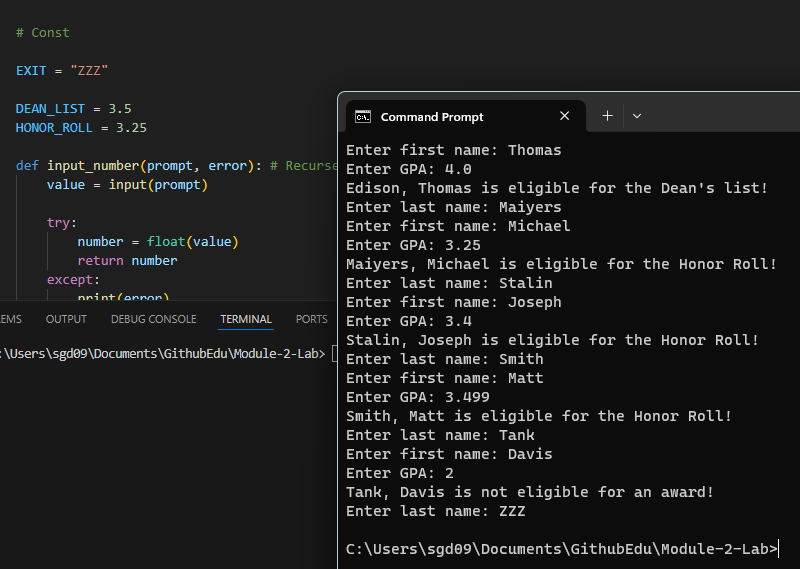 # Const
EXIT = "ZZZ"
DEAN_LIST = 3.5
HONOR_ROLL = 3.25
def input_number(prompt, error): # Recurse
value = input(prompt)
try:
number = float(value)
return number
except:
print(error)
EMS OUTPUT DEBUG CONSOLE TERMINAL PORTS
:\Users\sgd09\Documents\GithubEdu\Module-2-Lab>
Command Prompt
Enter first name: Thomas
Enter GPA: 4.0
Edison, Thomas is eligible for the Dean's list!
Enter last name: Maiyers
Enter first name: Michael
Enter GPA: 3.25
Maiyers, Michael is eligible for the Honor Roll!
Enter last name: Stalin
Enter first name: Joseph
Enter GPA: 3.4
Stalin, Joseph is eligible for the Honor Roll!
Enter last name: Smith
Enter first name: Matt
Enter GPA: 3.499
Smith, Matt is eligible for the Honor Roll!
Enter last name: Tank
Enter first name: Davis
Enter GPA: 2
Tank, Davis is not eligible for an award!
Enter last name: ZZZ
C:\Users\sgd09\Documents\GithubEdu\Module-2-Lab>